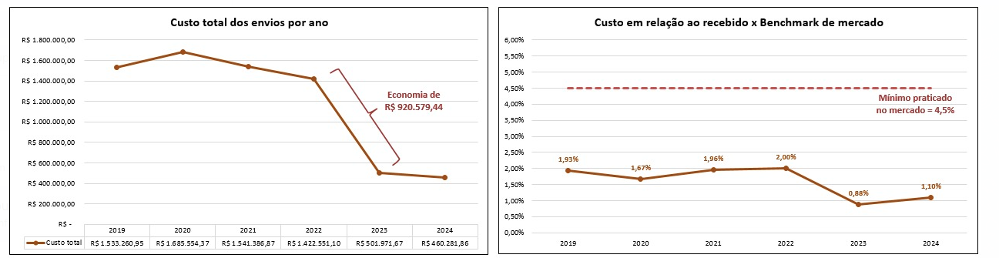 Custo total dos envios por ano
R$ 1.800.000,00
R$ 1.600.000,00
R$ 1.400.000,00
R$ 1.200.000,00
R$ 1.000.000,00
R$ 800.000,00
R$ 600.000,00
R$ 400.000,00
R$ 200.000,00
R$ -
Economia de
R$ 920.579,44
2019 2020 2021 2022 2023 2024
Custo total R$ 1.533.260,95 R$ 1.685.554,37 R$ 1.541.386,87 R$ 1.422.551,10 R$ 501.971,67 R$ 460.281,86
Custo em relação ao recebido x Benchmark de mercado
6,00%
5,50%
5,00%
4,50%
4,00%
3,50%
3,00%
2,50%
2,00%
1,50%
1,00%
0,50%
0,00%
Mínimo praticado
no mercado = 4,5%
1,93% 1,67% 1,96% 2,00% 0,88% 1,10%
2019 2020 2021 2022 2023 2024